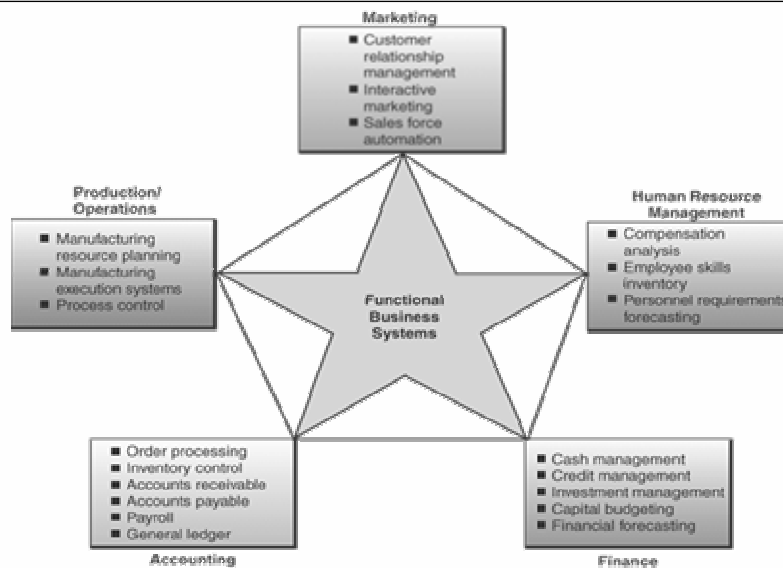 Marketing
■ Customer
relationship
management
■ Interactive
marketing
■ Sales force
automation
Production/
Operations
■ Manufacturing
resource planning
■ Manufacturing
execution systems
■ Process control
Human Resource
Management
■ Compensation
analysis
■ Employee skills
inventory
■ Personnel requirements
forecasting
Functional
Business
Systems
■ Order processing
■ Inventory control
■ Accounts receivable
■ Accounts payable
■ Payroll
■ General ledger
Accounting
■ Cash management
■ Credit management
■ Investment management
■ Capital budgeting
■ Financial forecasting
Finance